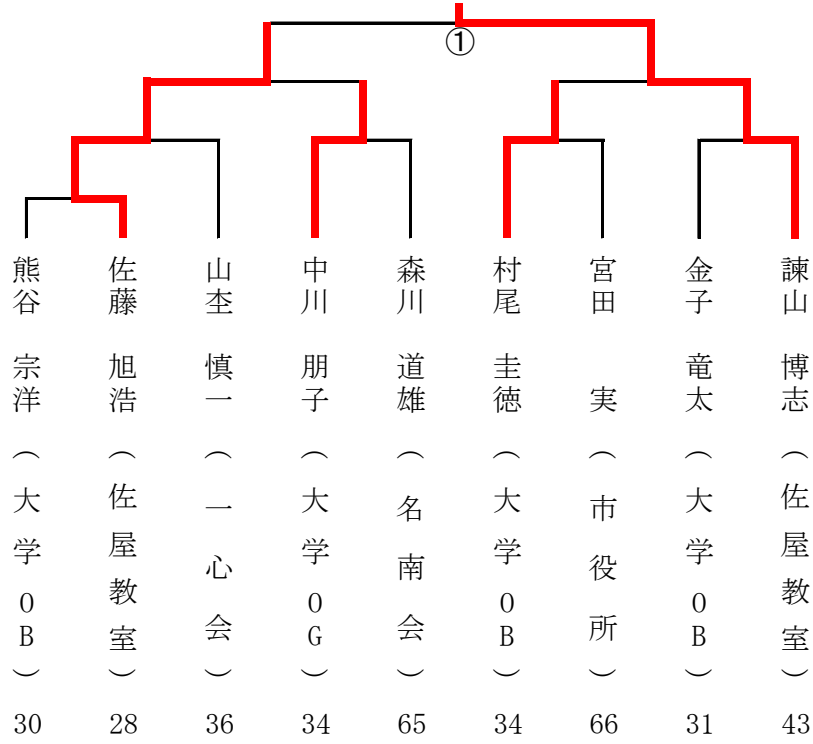 ①
熊谷 宗洋 （大学OB） 30
佐藤 旭浩 （佐屋教室） 28
山杢 慎一 （一心会） 36
中川 朋子 （大学OG） 34
森川 道雄 （名南会） 65
村尾 圭徳 （大学OB） 34
宮田 実 （市役所） 66
金子 竜太 （大学OB） 31
諫山 博志 （佐屋教室） 43